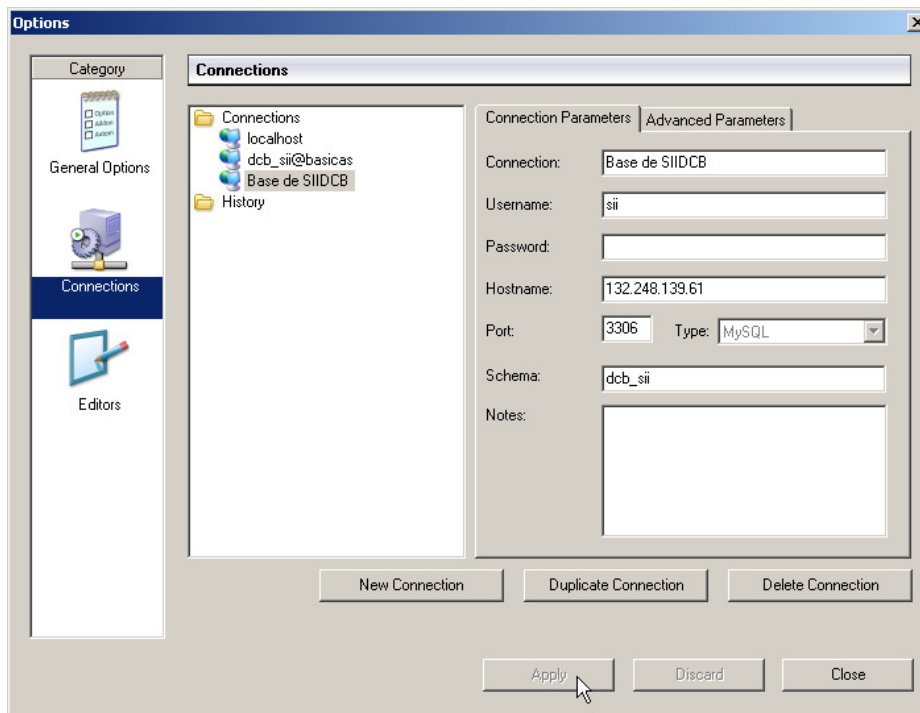 Options
Category
General Options
Connections
Editors
Connections
Connections
localhost
dcb_sii@basicas
Base de SIIDCB
History
Connection Parameters
Advanced Parameters
Connection: Base de SIIDCB
Username: sii
Password:
Hostname: 132.248.139.61
Port: 3306 Type: MySQL
Schema: dcb_sii
Notes:
New Connection Duplicate Connection Delete Connection
Apply Discard Close